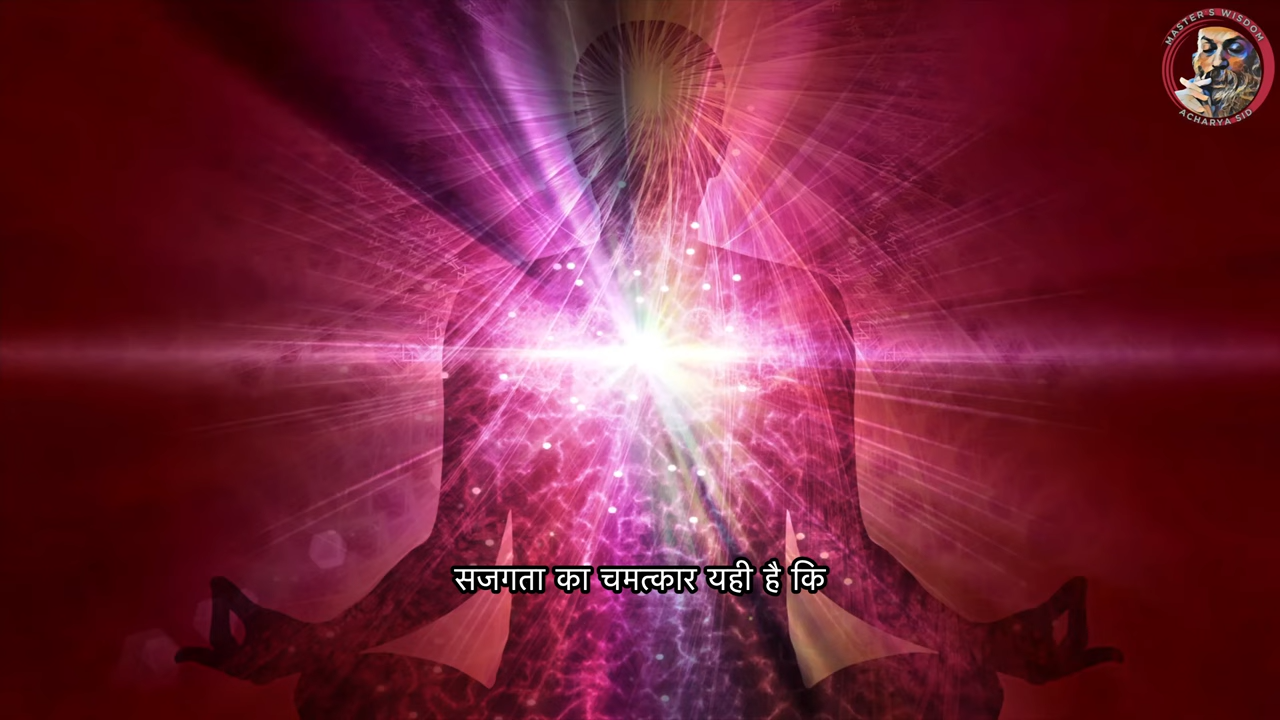 MASTER'S WISDOM
ACHARYA SID
सजगता का चमत्कार यही है कि